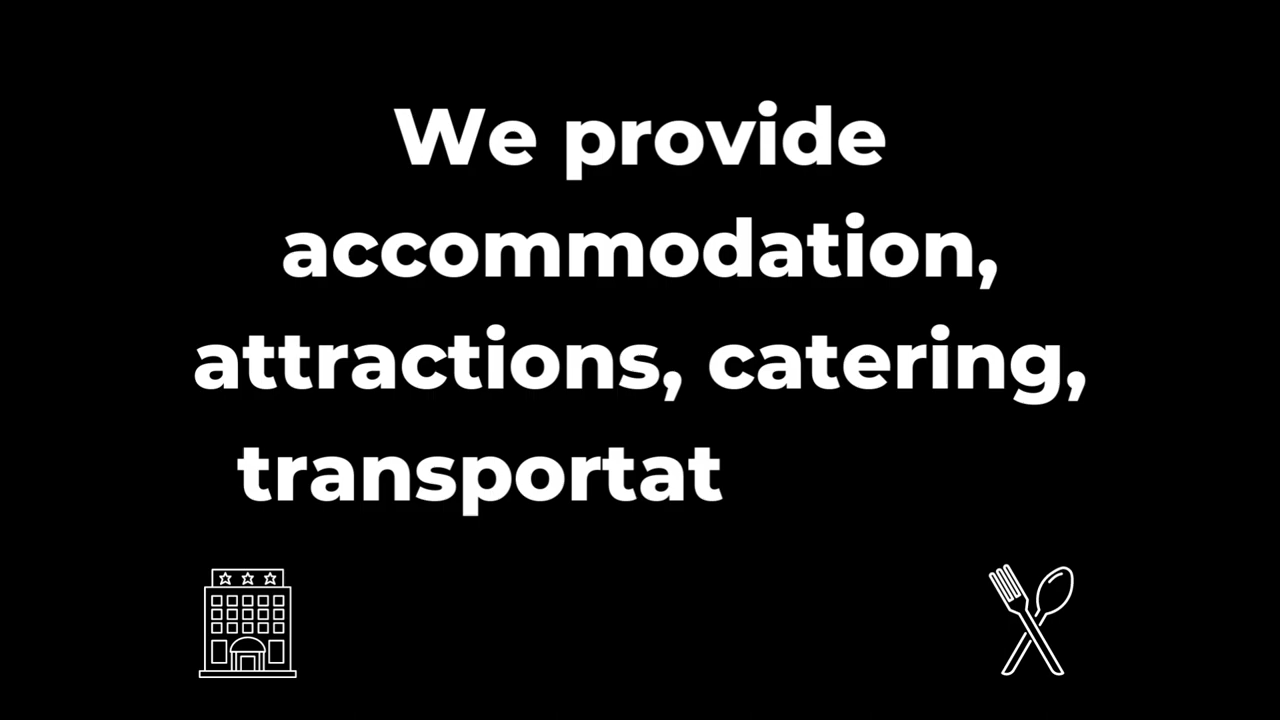 We provide
accommodation,
attractions, catering,
transportat